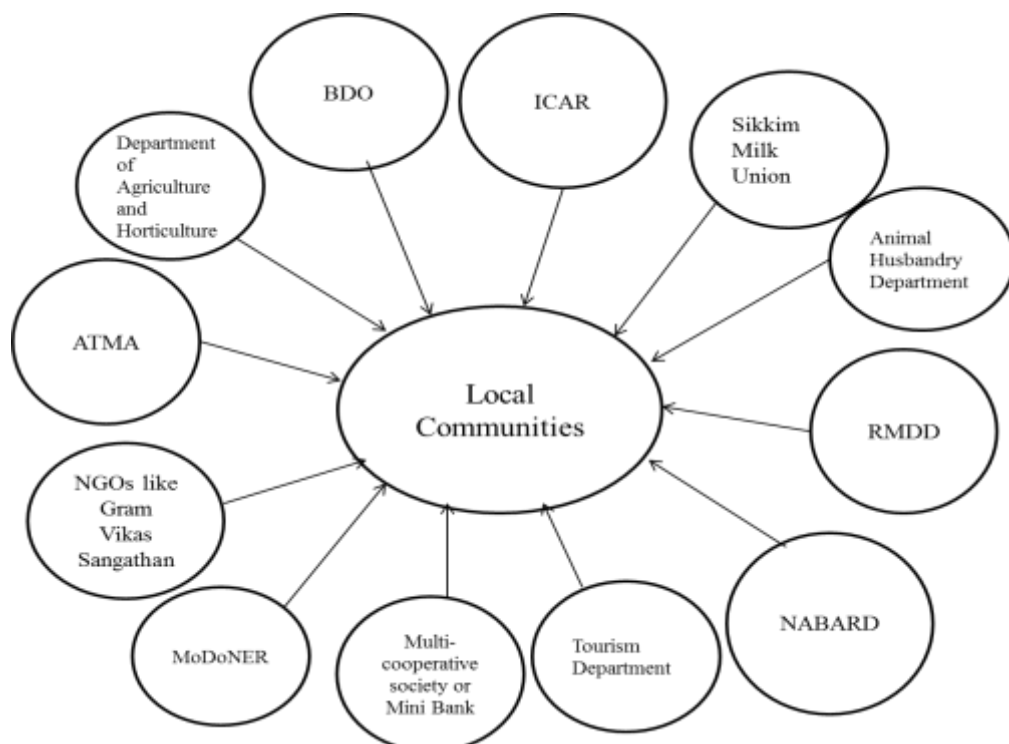 BDO
ICAR
Sikkim
Milk
Union
Department
of
Agriculture
and
Horticulture
Animal
Husbandry
Department
ATMA
Local
Communities
RMDD
NGOs like
Gram
Vikas
Sangathan
NABARD
MoDoNER
Multi-
cooperative
society or
Mini Bank
Tourism
Department